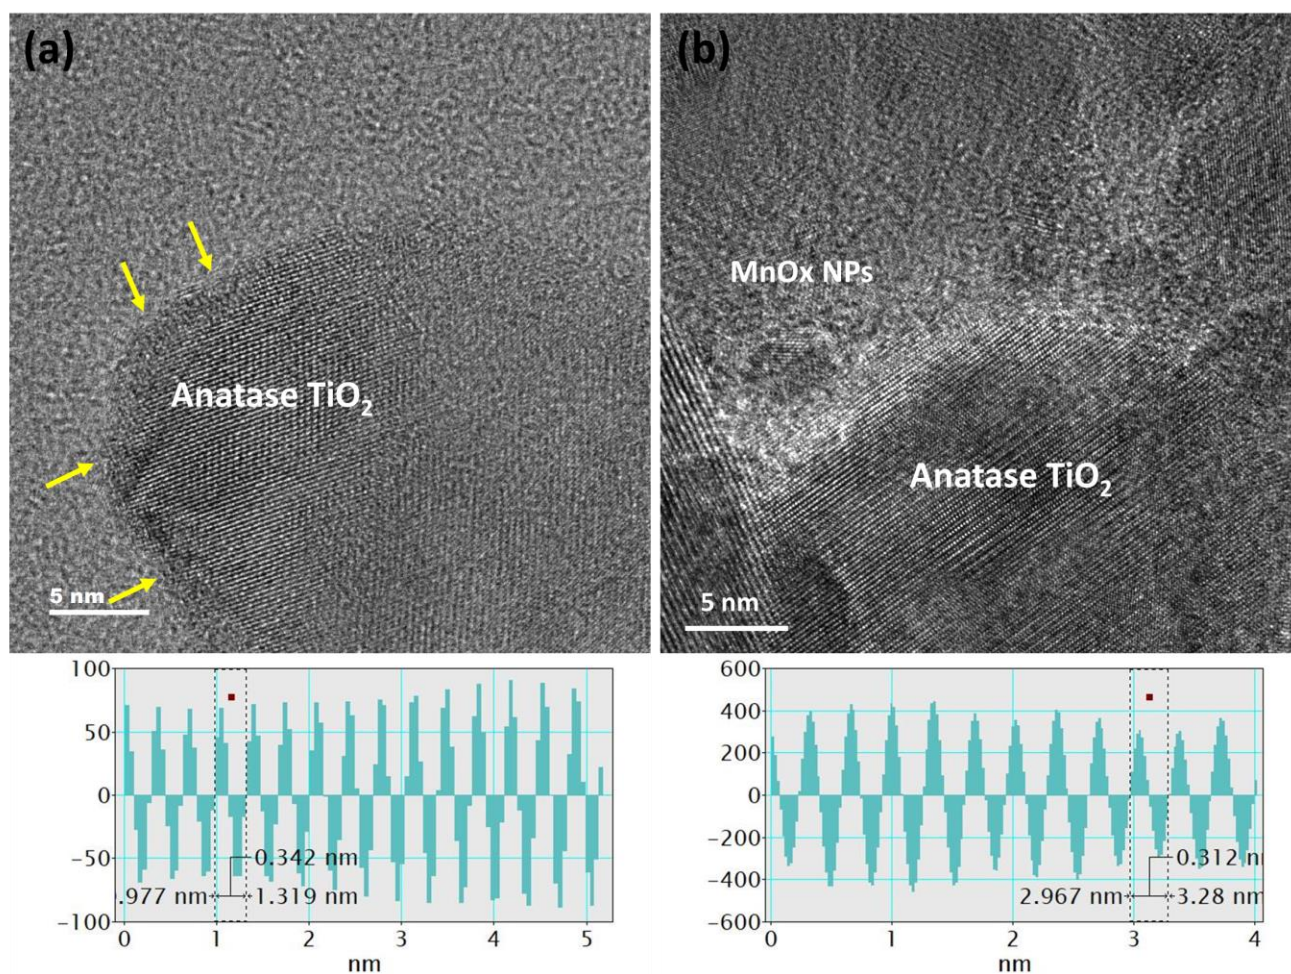 (a)
Anatase TiO₂
5 nm
(b)
MnOx NPs
Anatase TiO₂
5 nm
100
50
0
−50
−100
0.342 nm
.977 nm
1.319 nm
0 1 2 3 4 5
nm
600
400
200
0
−200
−400
−600
0.312 n
2.967 nm
3.28 nm
0 1 2 3 4
nm